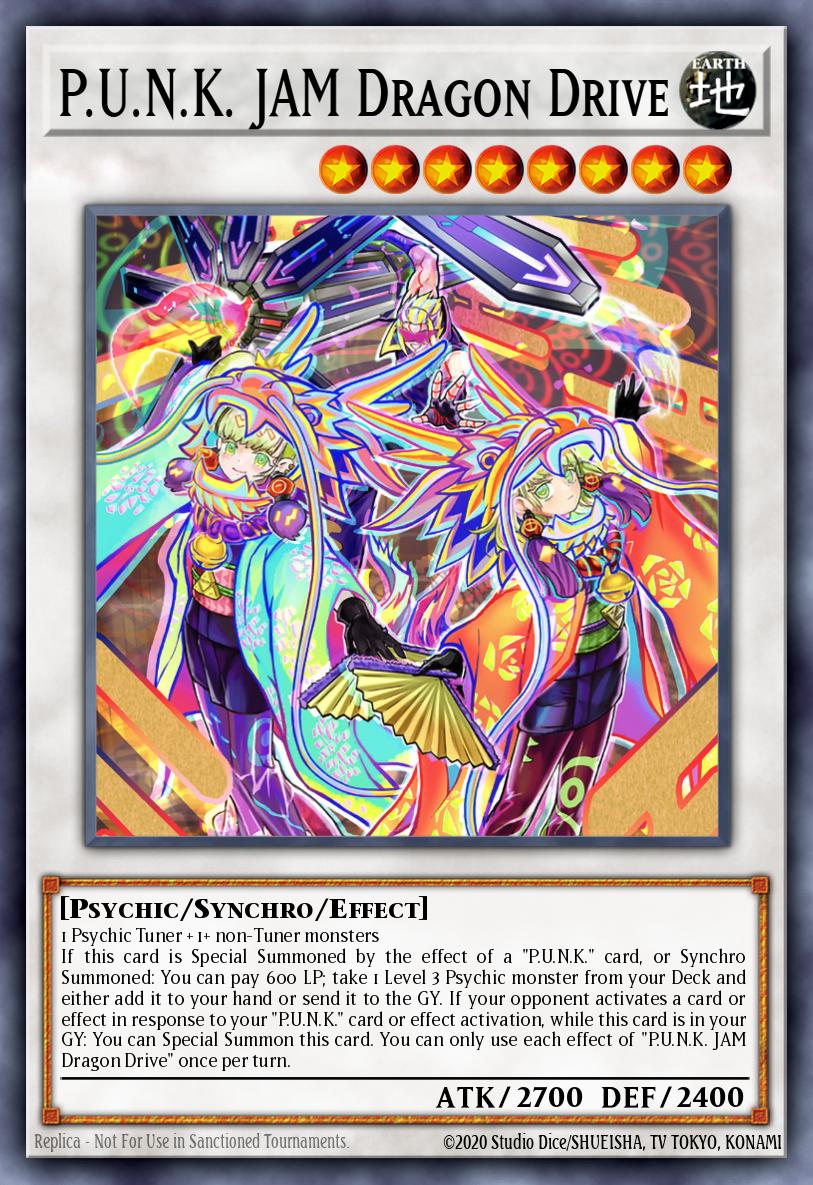 P.U.N.K. JAM Dragon Drive
EARTH
地
[Psychic/Synchro/Effect]
1 Psychic Tuner + 1+ non-Tuner monsters
If this card is Special Summoned by the effect of a "P.U.N.K." card, or Synchro
Summoned: You can pay 600 LP; take 1 Level 3 Psychic monster from your Deck and
either add it to your hand or send it to the GY. If your opponent activates a card or
effect in response to your "P.U.N.K." card or effect activation, while this card is in your
GY: You can Special Summon this card. You can only use each effect of "P.U.N.K. JAM
Dragon Drive" once per turn.
ATK/2700 DEF/2400
Replica - Not For Use in Sanctioned Tournaments.
©2020 Studio Dice/SHUEISHA, TV TOKYO, KONAMI